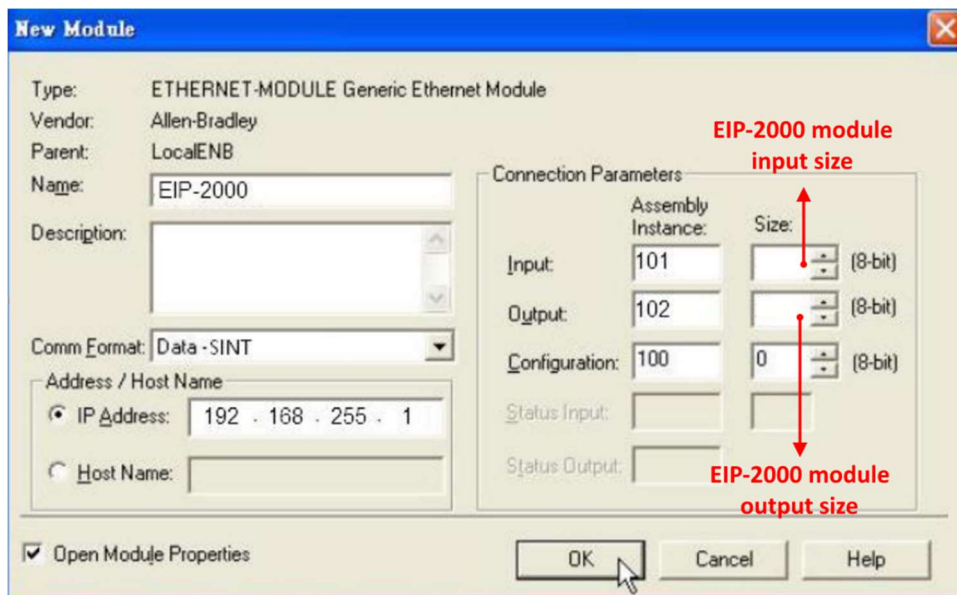 New Module
Type: ETHERNET-MODULE Generic Ethernet Module
Vendor: Allen-Bradley
Parent: LocalENB
Name: EIP-2000
Description:
Comm Format: Data -SINT
Address / Host Name
IP Address: 192 . 168 . 255 . 1
Host Name:
EIP-2000 module
input size
Connection Parameters
Assembly
Instance:
Size:
Input: 101 (8-bit)
Output: 102 (8-bit)
Configuration: 100 0 (8-bit)
Status Input:
Status Output:
EIP-2000 module
output size
Open Module Properties
OK Cancel Help